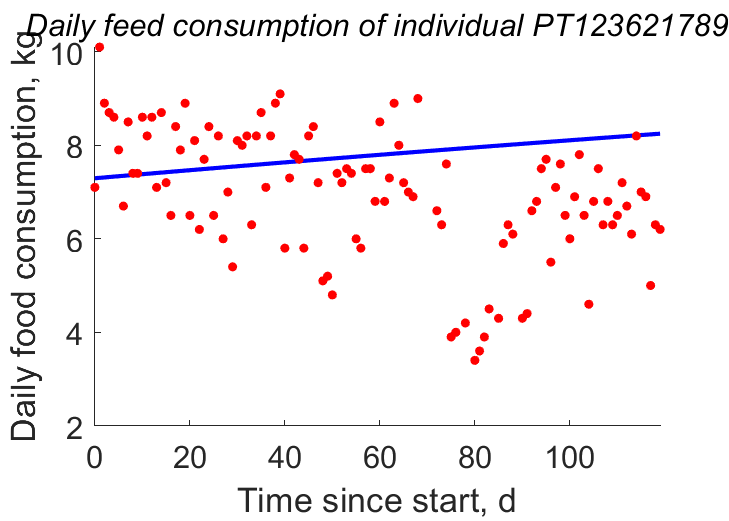 Daily feed consumption of individual PT123621789
Daily food consumption, kg
10
8
6
4
2
0 20 40 60 80 100
Time since start, d